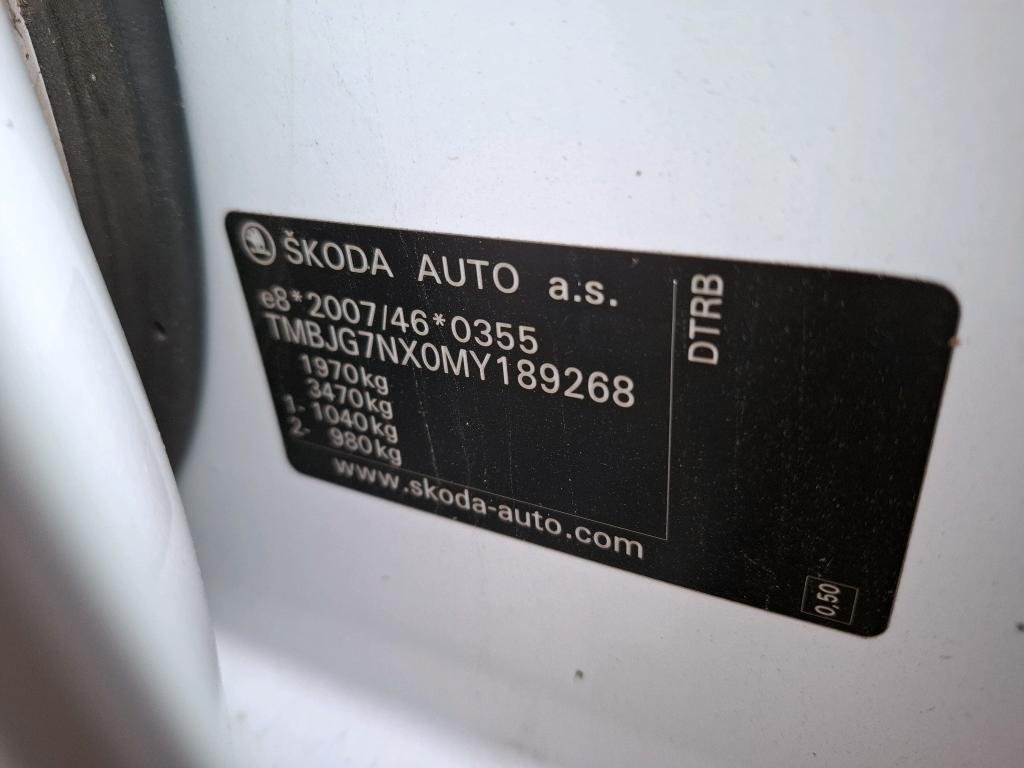 ŠKODA AUTO a.s.
e8*2007/46*0355
TMBJG7NX0MY189268
1970kg
3470kg
1- 1040kg
2- 980kg
www.skoda-auto.com
DTRB
0,50